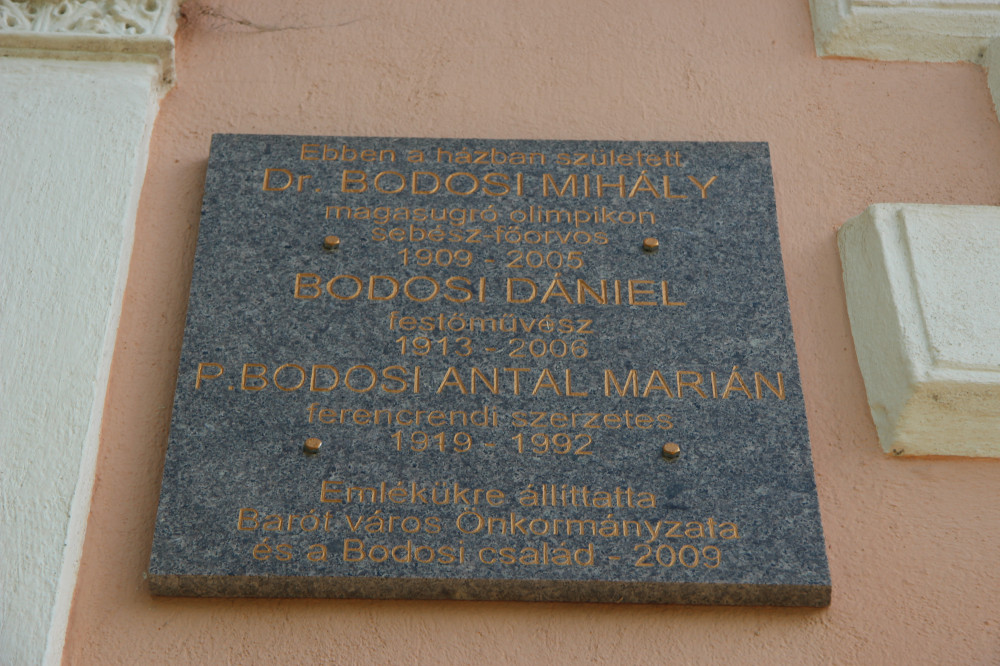 Ebben a házban született
Dr. BODOSI MIHÁLY
magasugró olimpikon
sebész-főorvos
1909 - 2005
BODOSI DÁNIEL
festőművész
1913 - 2006
P.BODOSI ANTAL MARIÁN
ferencrendi szerzetes
1919 - 1992
Emlékükre állíttatta
Barót város Önkormányzata
és a Bodosi család - 2009